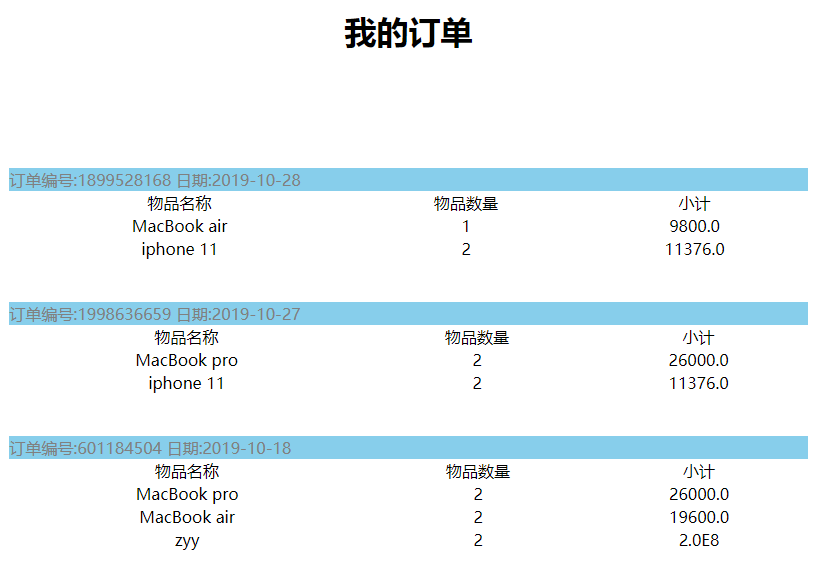 我的订单
订单编号:1899528168 日期:2019-10-28
物品名称 物品数量 小计
MacBook air 1 9800.0
iphone 11 2 11376.0
订单编号:1998636659 日期:2019-10-27
物品名称 物品数量 小计
MacBook pro 2 26000.0
iphone 11 2 11376.0
订单编号:601184504 日期:2019-10-18
物品名称 物品数量 小计
MacBook pro 2 26000.0
MacBook air 2 19600.0
zyy 2 2.0E8